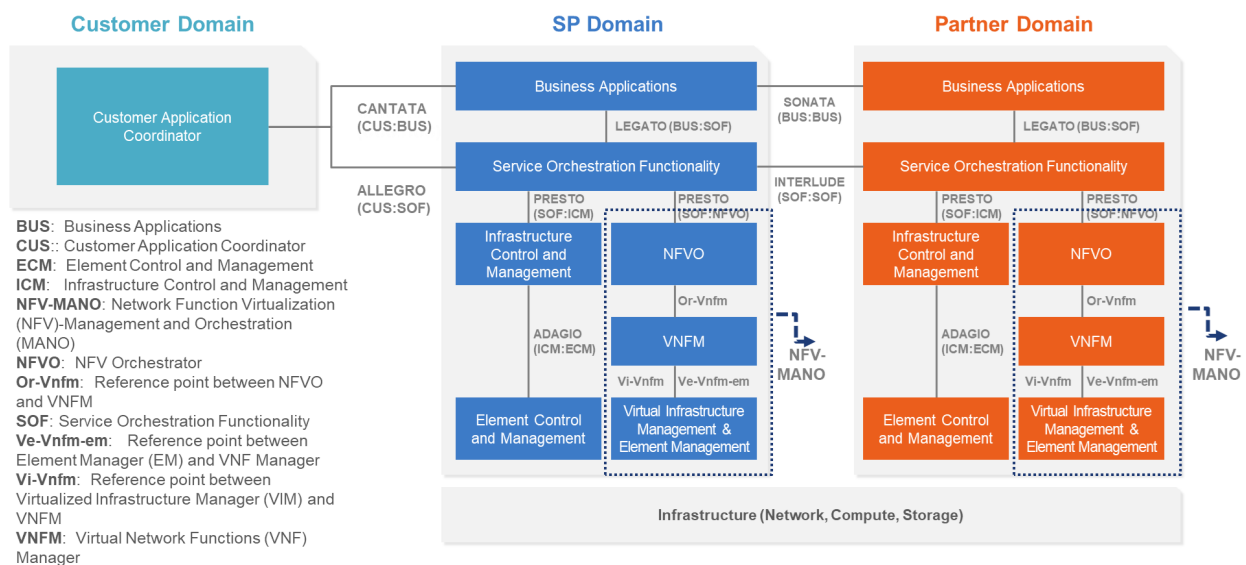 Customer Domain
SP Domain
Partner Domain
Customer Application
Coordinator
CANTATA
(CUS:BUS)
ALLEGRO
(CUS:SOF)
Business Applications
LEGATO (BUS:SOF)
Service Orchestration Functionality
PRESTO
(SOF:ICM)
PRESTO
(SOF:NFVO)
Infrastructure
Control and
Management
NFVO
Or-Vnfm
ADAGIO
(ICM:ECM)
VNFM
Vi-Vnfm
Ve-Vnfm-em
Element Control
and Management
Virtual Infrastructure
Management &
Element Management
NFV-
MANO
SONATA
(BUS:BUS)
INTERLUDE
(SOF:SOF)
Business Applications
LEGATO (BUS:SOF)
Service Orchestration Functionality
PRESTO
(SOF:ICM)
PRESTO
(SOF:NFVO)
Infrastructure
Control and
Management
NFVO
Or-Vnfm
ADAGIO
(ICM:ECM)
VNFM
Vi-Vnfm
Ve-Vnfm-em
Element Control
and Management
Virtual Infrastructure
Management &
Element Management
NFV-
MANO
Infrastructure (Network, Compute, Storage)
BUS: Business Applications
CUS:: Customer Application Coordinator
ECM: Element Control and Management
ICM: Infrastructure Control and Management
NFV-MANO: Network Function Virtualization
(NFV)-Management and Orchestration
(MANO)
NFVO: NFV Orchestrator
Or-Vnfm: Reference point between NFVO
and VNFM
SOF: Service Orchestration Functionality
Ve-Vnfm-em: Reference point between
Element Manager (EM) and VNF Manager
Vi-Vnfm: Reference point between
Virtualized Infrastructure Manager (VIM) and
VNFM
VNFM: Virtual Network Functions (VNF)
Manager